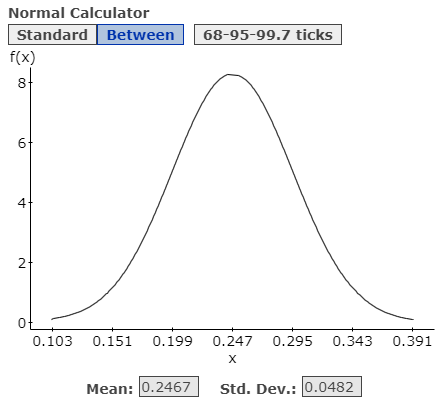 Normal Calculator
Standard Between 68-95-99.7 ticks
f(x)
8
6
4
2
0
0.103 0.151 0.199 0.247 0.295 0.343 0.391
x
Mean: 0.2467 Std. Dev.: 0.0482